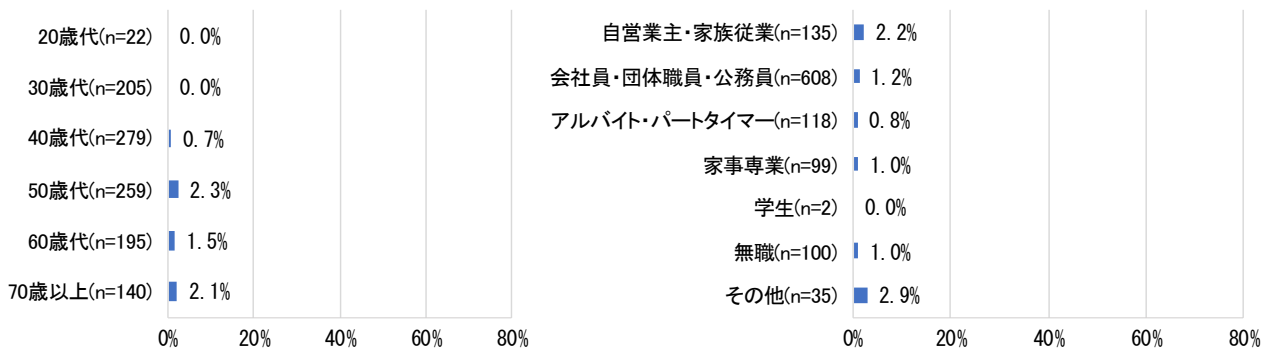 20歳代(n=22) 0.0%
30歳代(n=205) 0.0%
40歳代(n=279) 0.7%
50歳代(n=259) 2.3%
60歳代(n=195) 1.5%
70歳以上(n=140) 2.1%
0% 20% 40% 60% 80%
自営業主・家族従業(n=135) 2.2%
会社員・団体職員・公務員(n=608) 1.2%
アルバイト・パートタイマー(n=118) 0.8%
家事専業(n=99) 1.0%
学生(n=2) 0.0%
無職(n=100) 1.0%
その他(n=35) 2.9%
0% 20% 40% 60% 80%